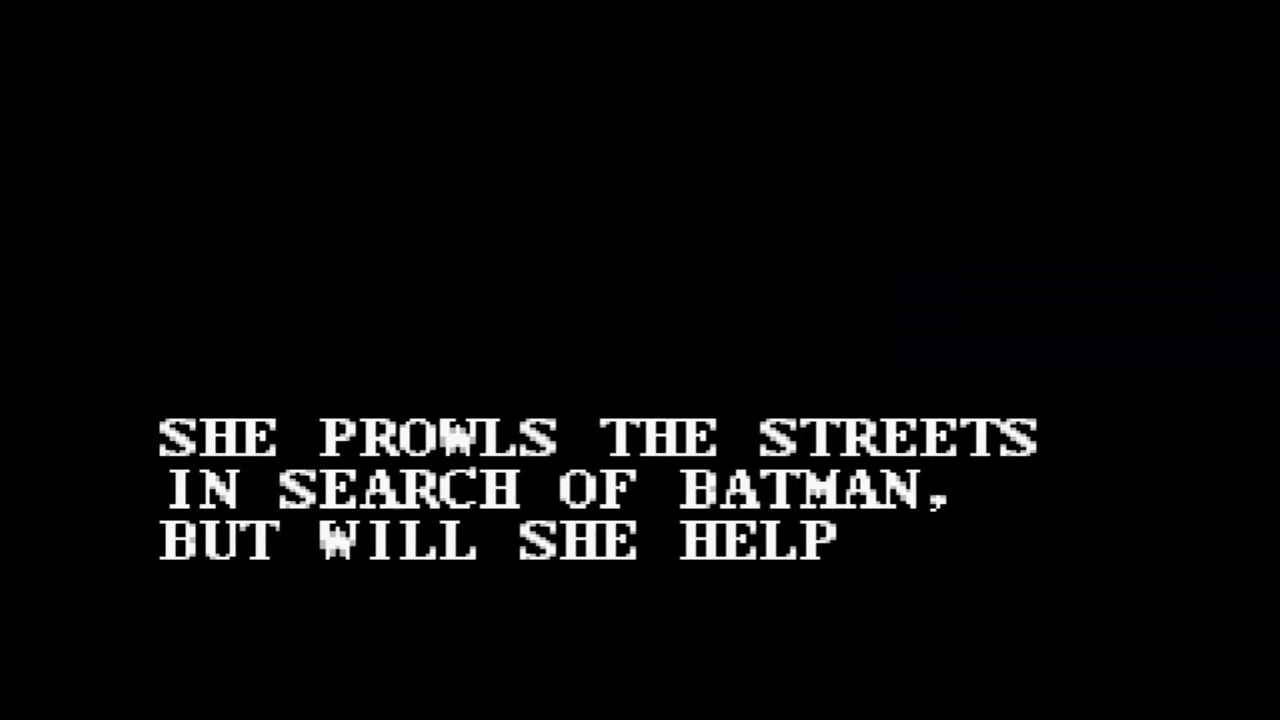 SHE PROWLS THE STREETS
IN SEARCH OF BATMAN,
BUT WILL SHE HELP